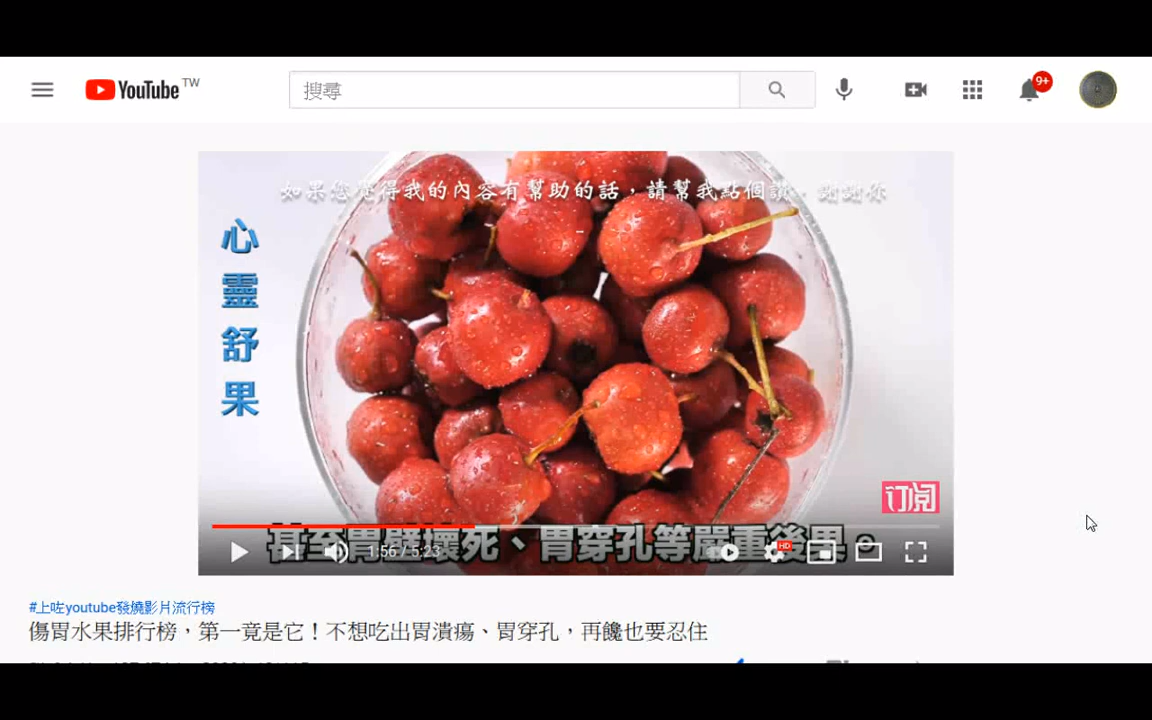 YouTube TW
搜尋
9+
如果您覺得我的內容有幫助的話，請幫我點個讚，謝謝你
心靈舒果
订阅
甚至胃壁壞死、胃穿孔等嚴重後果。
1:56 / 5:23
HD
#上咗youtube發燒影片流行榜
傷胃水果排行榜，第一竟是它！不想吃出胃潰瘍、胃穿孔，再饞也要忍住